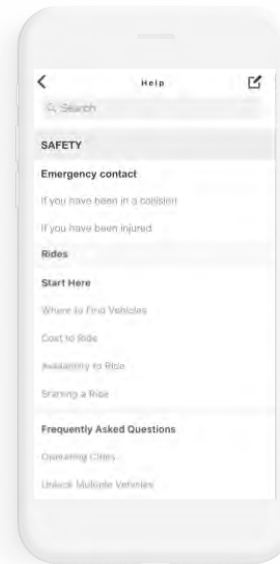 Help
Search
SAFETY
Emergency contact
If you have been in a collision
If you have been injured
Rides
Start Here
Where to Find Vehicles
Cost to Ride
Availability to Ride
Starting a Ride
Frequently Asked Questions
Operating Cities
Unlock Multiple Vehicles